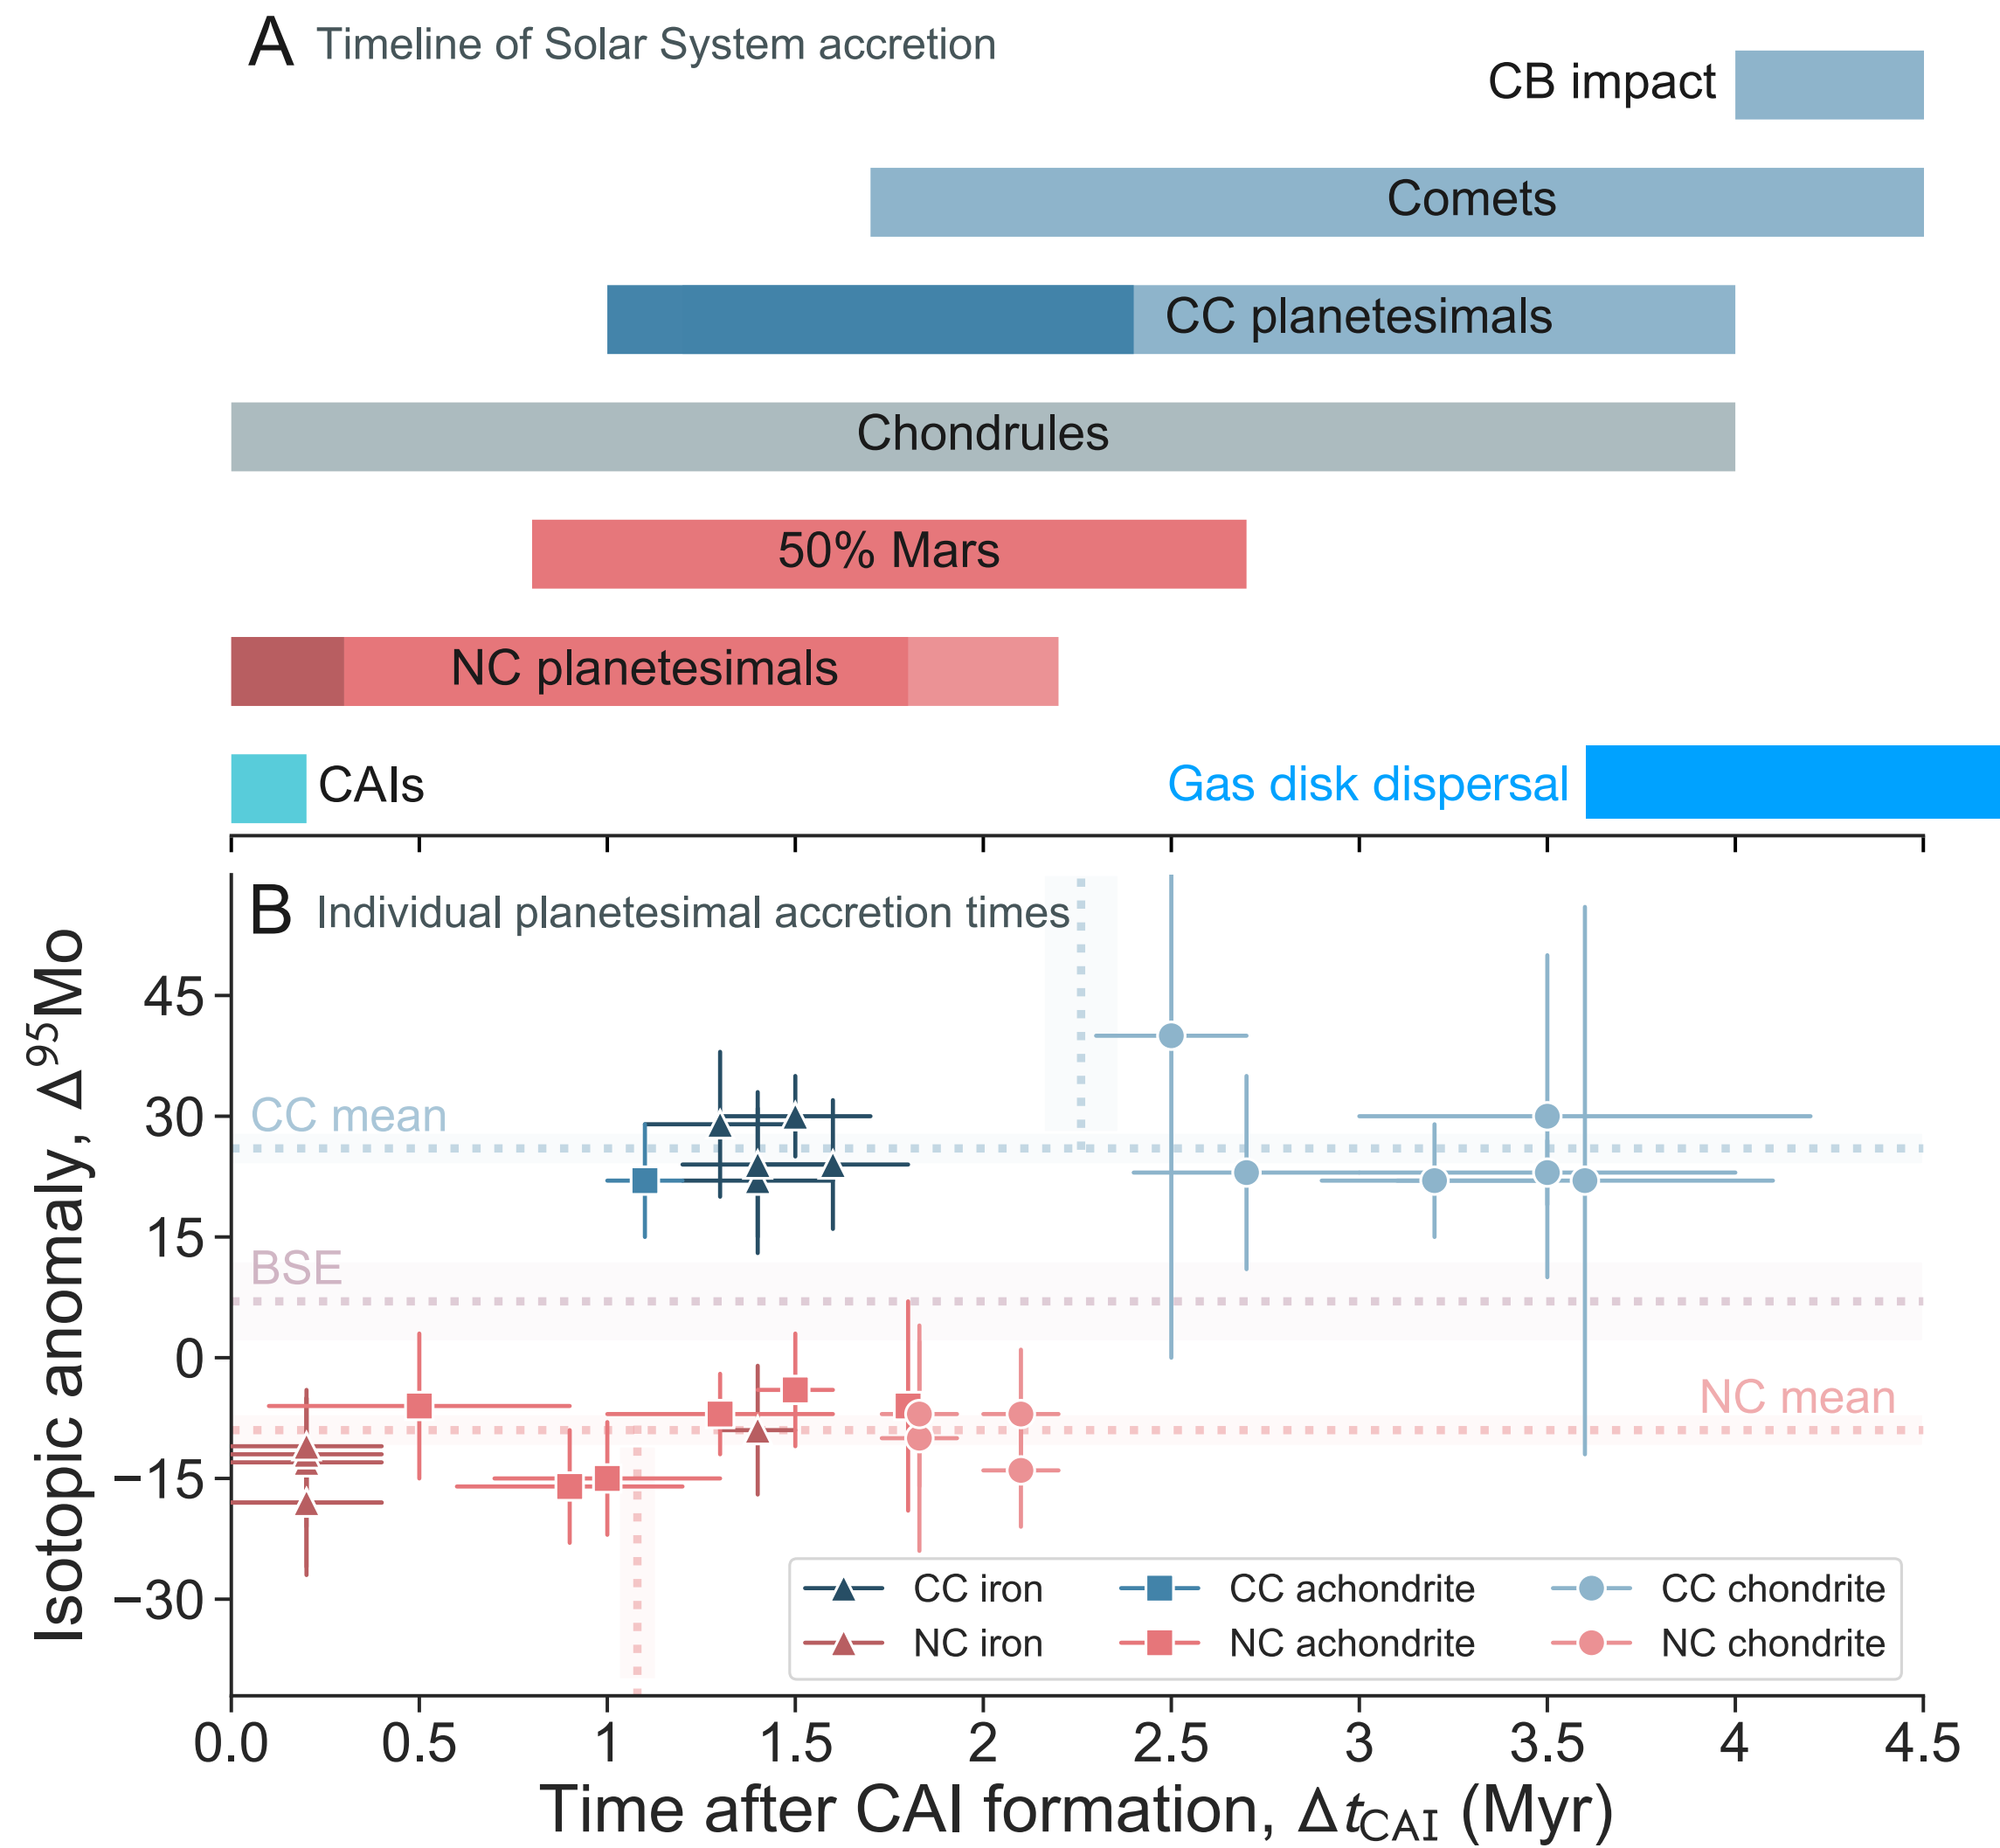 A Timeline of Solar System accretion
CB impact
Comets
CC planetesimals
Chondrules
50% Mars
NC planetesimals
CAIs
Gas disk dispersal
B Individual planetesimal accretion times
Isotopic anomaly, Δ⁹⁵Mo
45
30
15
0
−15
−30
CC mean
BSE
NC mean
CC iron
CC achondrite
CC chondrite
NC iron
NC achondrite
NC chondrite
0.0 0.5 1 1.5 2 2.5 3 3.5 4 4.5
Time after CAI formation, Δt_CAI (Myr)